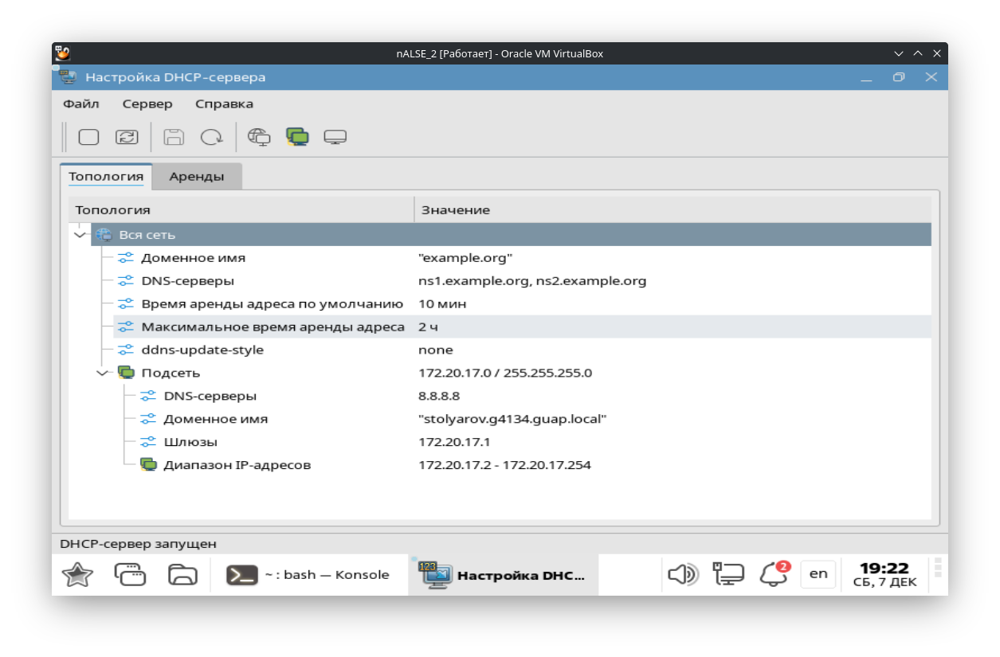 nALSE_2 [Работает] - Oracle VM VirtualBox
Настройка DHCP-сервера
Файл Сервер Справка
Топология Аренды
Топология Значение
Вся сеть
Доменное имя "example.org"
DNS-серверы ns1.example.org, ns2.example.org
Время аренды адреса по умолчанию 10 мин
Максимальное время аренды адреса 2 ч
ddns-update-style none
Подсеть 172.20.17.0 / 255.255.255.0
DNS-серверы 8.8.8.8
Доменное имя "stolyarov.g4134.guap.local"
Шлюзы 172.20.17.1
Диапазон IP-адресов 172.20.17.2 - 172.20.17.254
DHCP-сервер запущен
~ : bash — Konsole 123 Настройка DHC... 2 en 19:22
СБ, 7 ДЕК